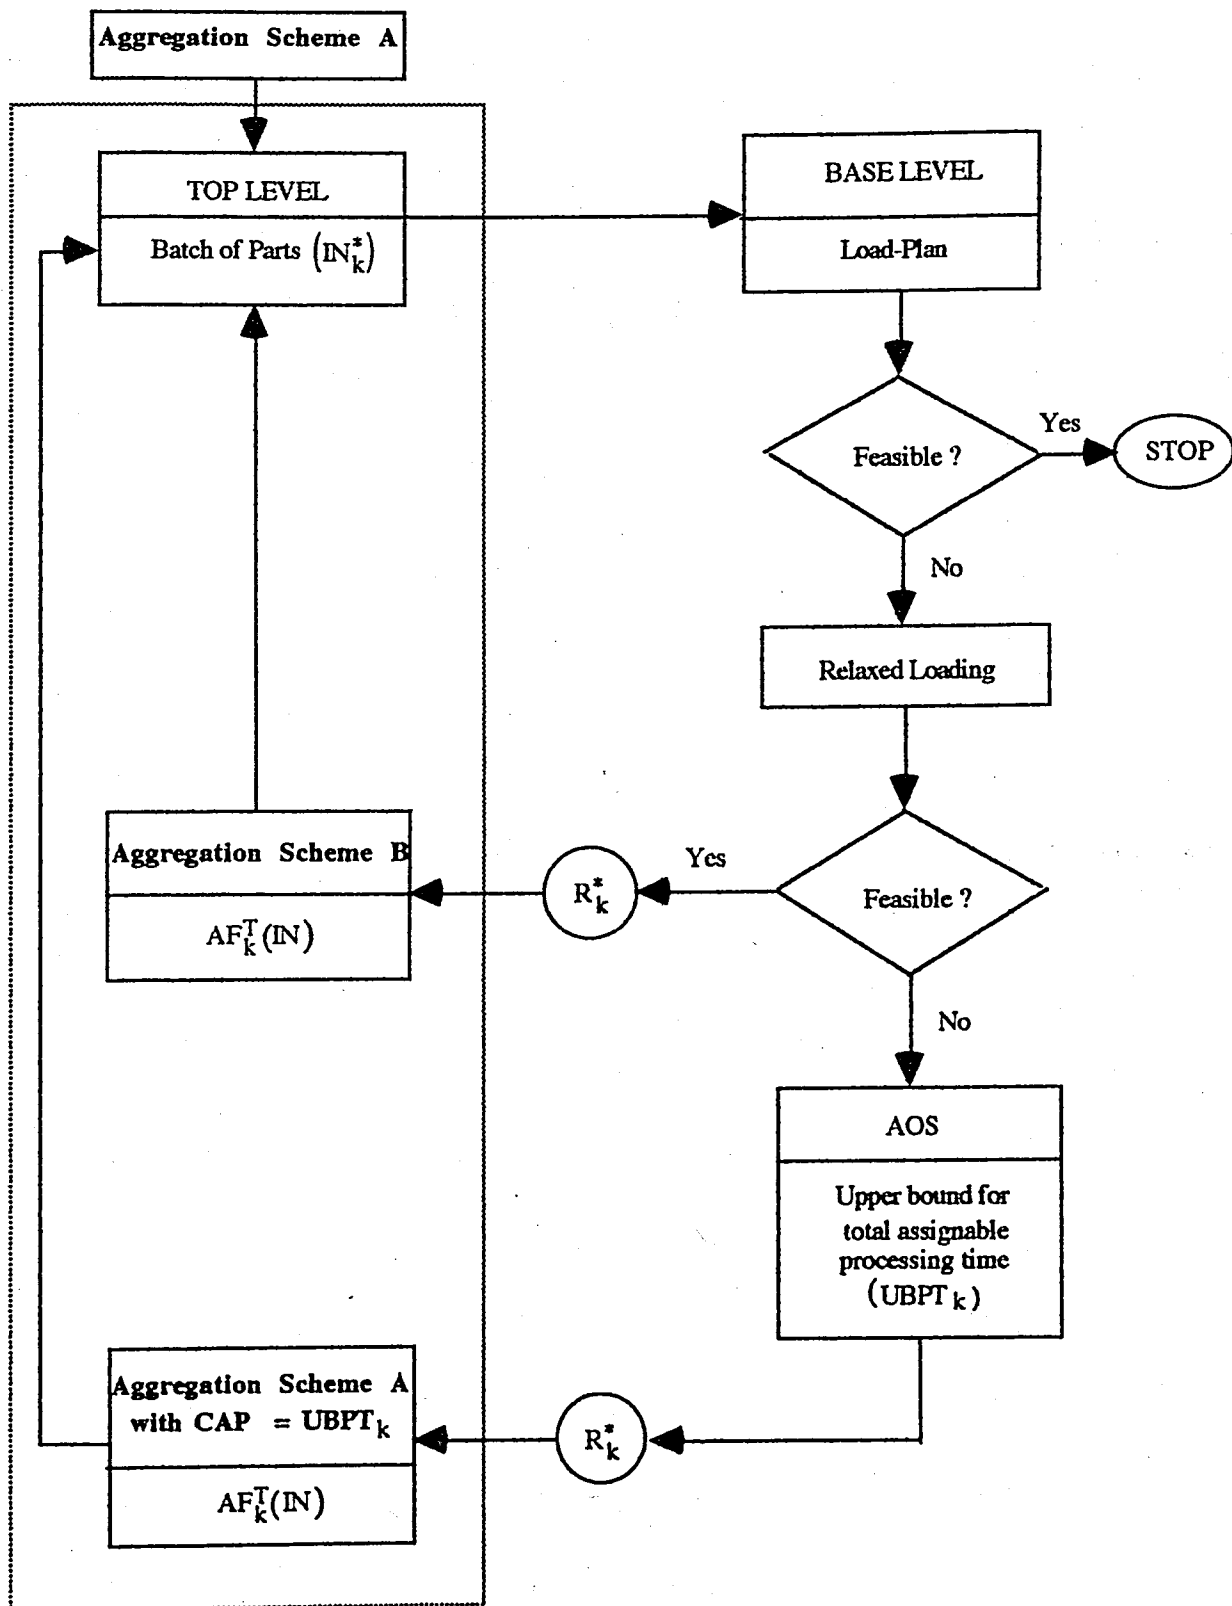 Aggregation Scheme A
TOP LEVEL
Batch of Parts (IN*k)
BASE LEVEL
Load-Plan
Feasible ?
Yes
STOP
No
Relaxed Loading
Aggregation Scheme B
AFTk(IN)
R*k
Yes
Feasible ?
No
AOS
Upper bound for
total assignable
processing time
(UBPTk)
Aggregation Scheme A
with CAP = UBPTk
AFTk(IN)
R*k